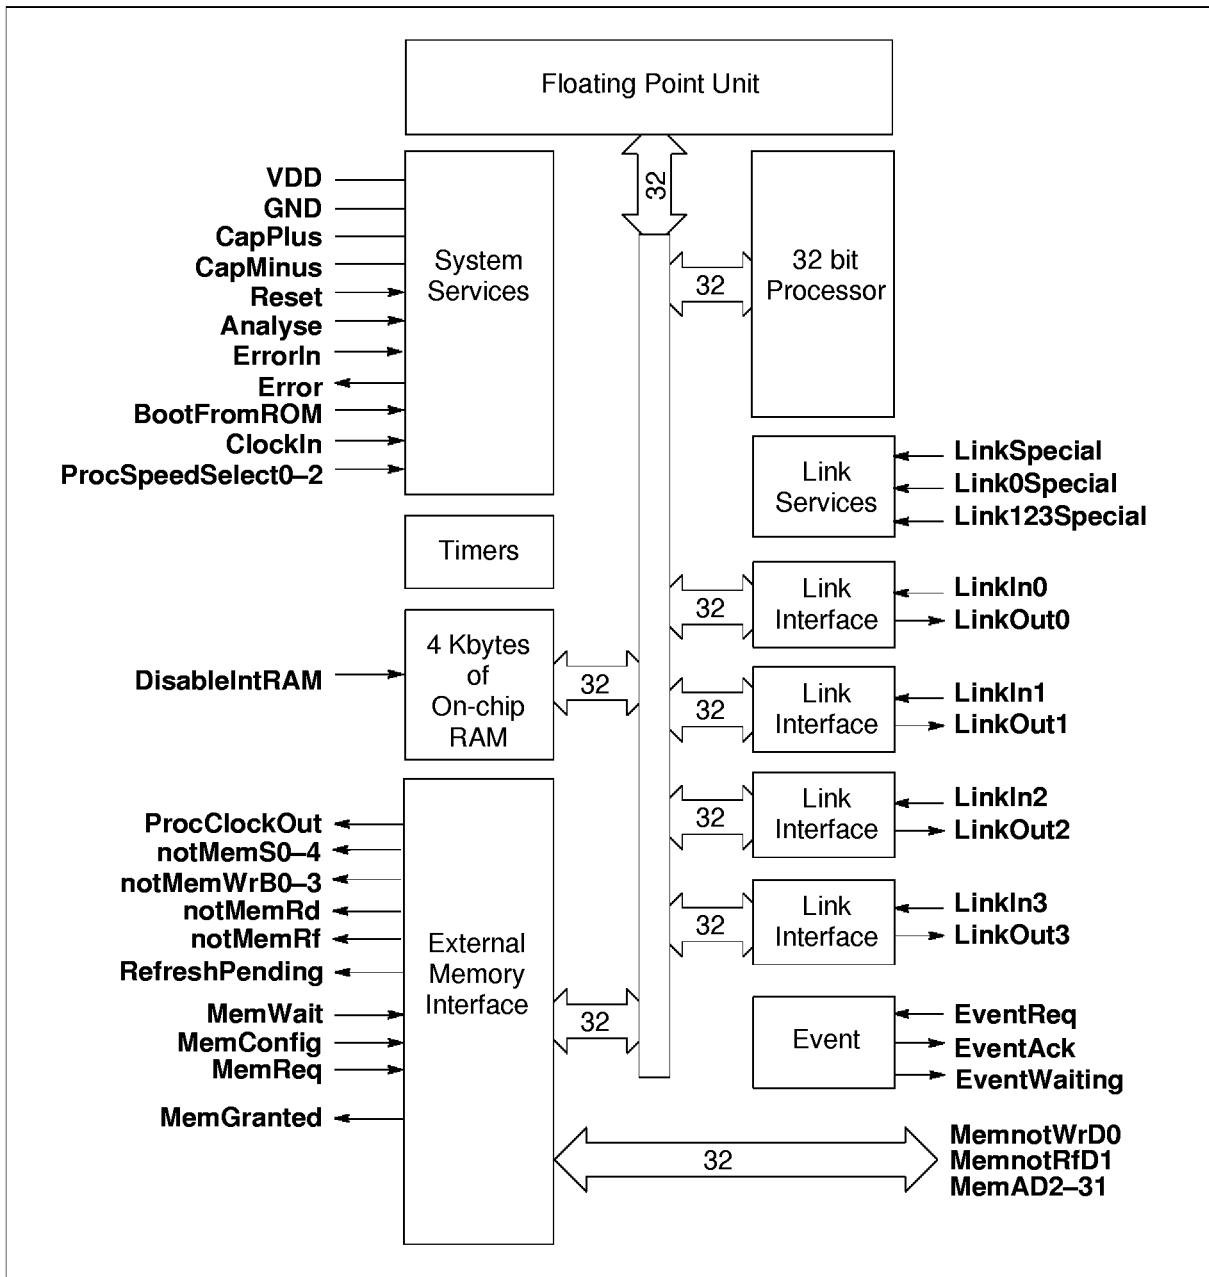 Floating Point Unit
32
VDD
GND
CapPlus
CapMinus
Reset
Analyse
ErrorIn
Error
BootFromROM
ClockIn
ProcSpeedSelect0–2
System
Services
32
32 bit
Processor
Link
Services
LinkSpecial
Link0Special
Link123Special
Timers
32
Link
Interface
LinkIn0
LinkOut0
DisableIntRAM
4 Kbytes
of
On-chip
RAM
32
32
Link
Interface
LinkIn1
LinkOut1
32
Link
Interface
LinkIn2
LinkOut2
32
Link
Interface
LinkIn3
LinkOut3
ProcClockOut
notMemS0–4
notMemWrB0–3
notMemRd
notMemRf
RefreshPending
MemWait
MemConfig
MemReq
MemGranted
External
Memory
Interface
32
Event
EventReq
EventAck
EventWaiting
32
MemnotWrD0
MemnotRfD1
MemAD2–31